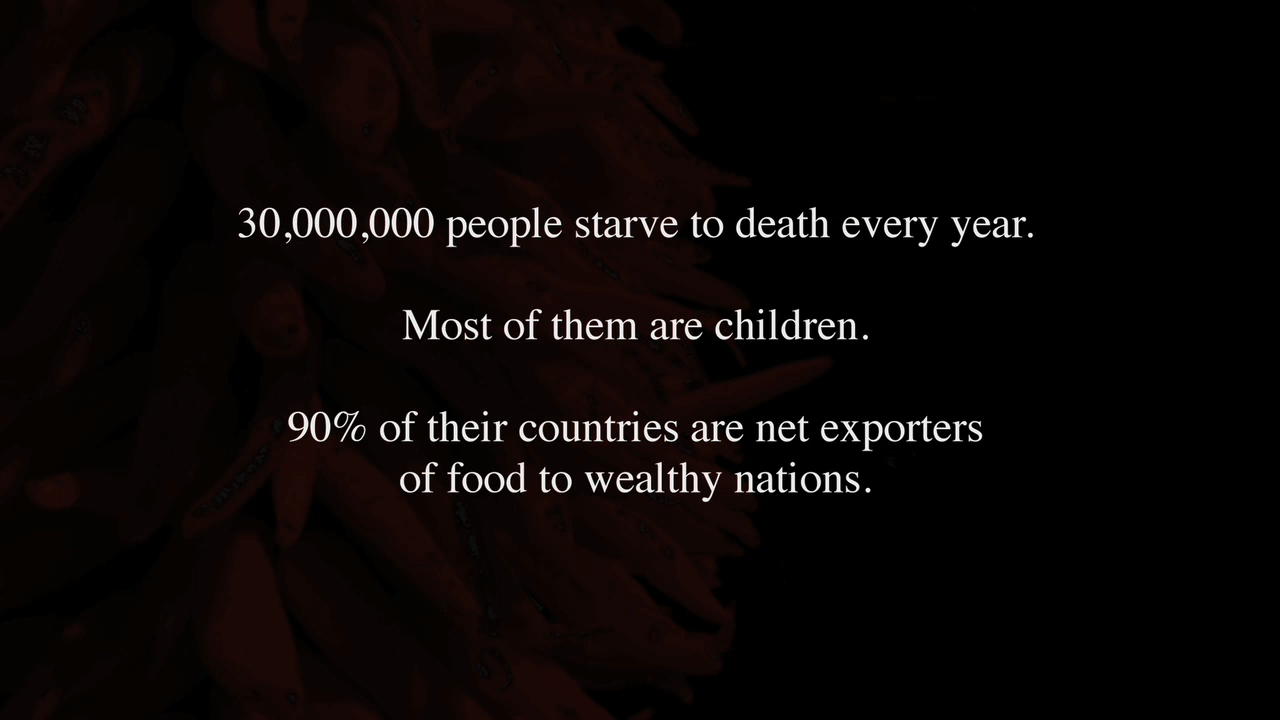 30,000,000 people starve to death every year.
Most of them are children.
90% of their countries are net exporters
of food to wealthy nations.